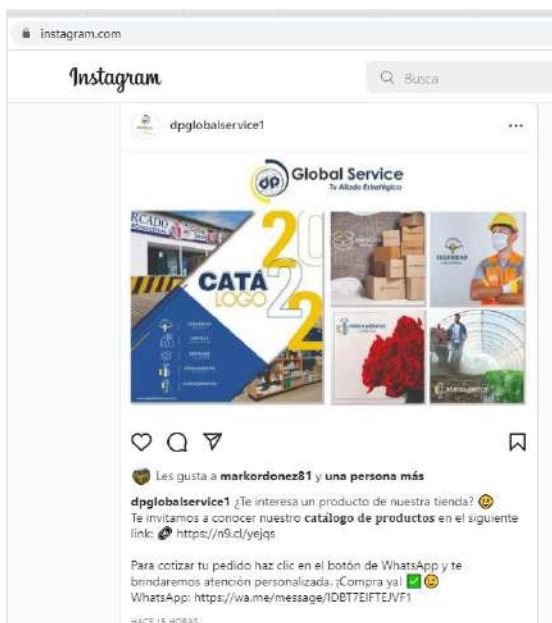 instagram.com
Instagram
Busca
dpglobalservice1
dp Global Service
Tu Aliado Estratégico
2022
CATÁ
LOGO
SEGURIDAD
Les gusta a markordonez81 y una persona más
dpglobalservice1 ¿Te interesa un producto de nuestra tienda?
Te invitamos a conocer nuestro catálogo de productos en el siguiente
link: https://n9.cl/yejqs
Para cotizar tu pedido haz clic en el botón de WhatsApp y te
brindaremos atención personalizada. ¡Compra ya!
WhatsApp: https://wa.me/message/IDBT7EIFTEJVF1
HACE 15 HORAS